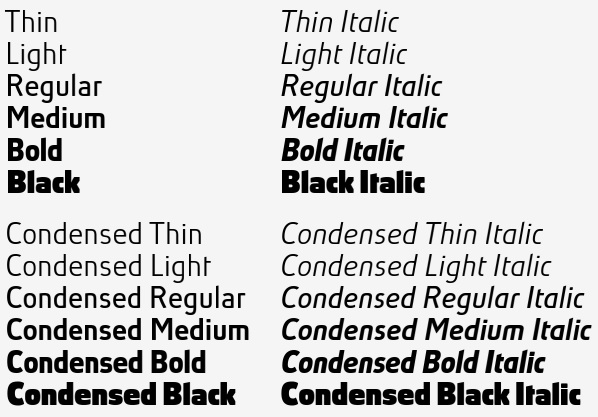 Thin Thin Italic
Light Light Italic
Regular Regular Italic
Medium Medium Italic
Bold Bold Italic
Black Black Italic
Condensed Thin Condensed Thin Italic
Condensed Light Condensed Light Italic
Condensed Regular Condensed Regular Italic
Condensed Medium Condensed Medium Italic
Condensed Bold Condensed Bold Italic
Condensed Black Condensed Black Italic